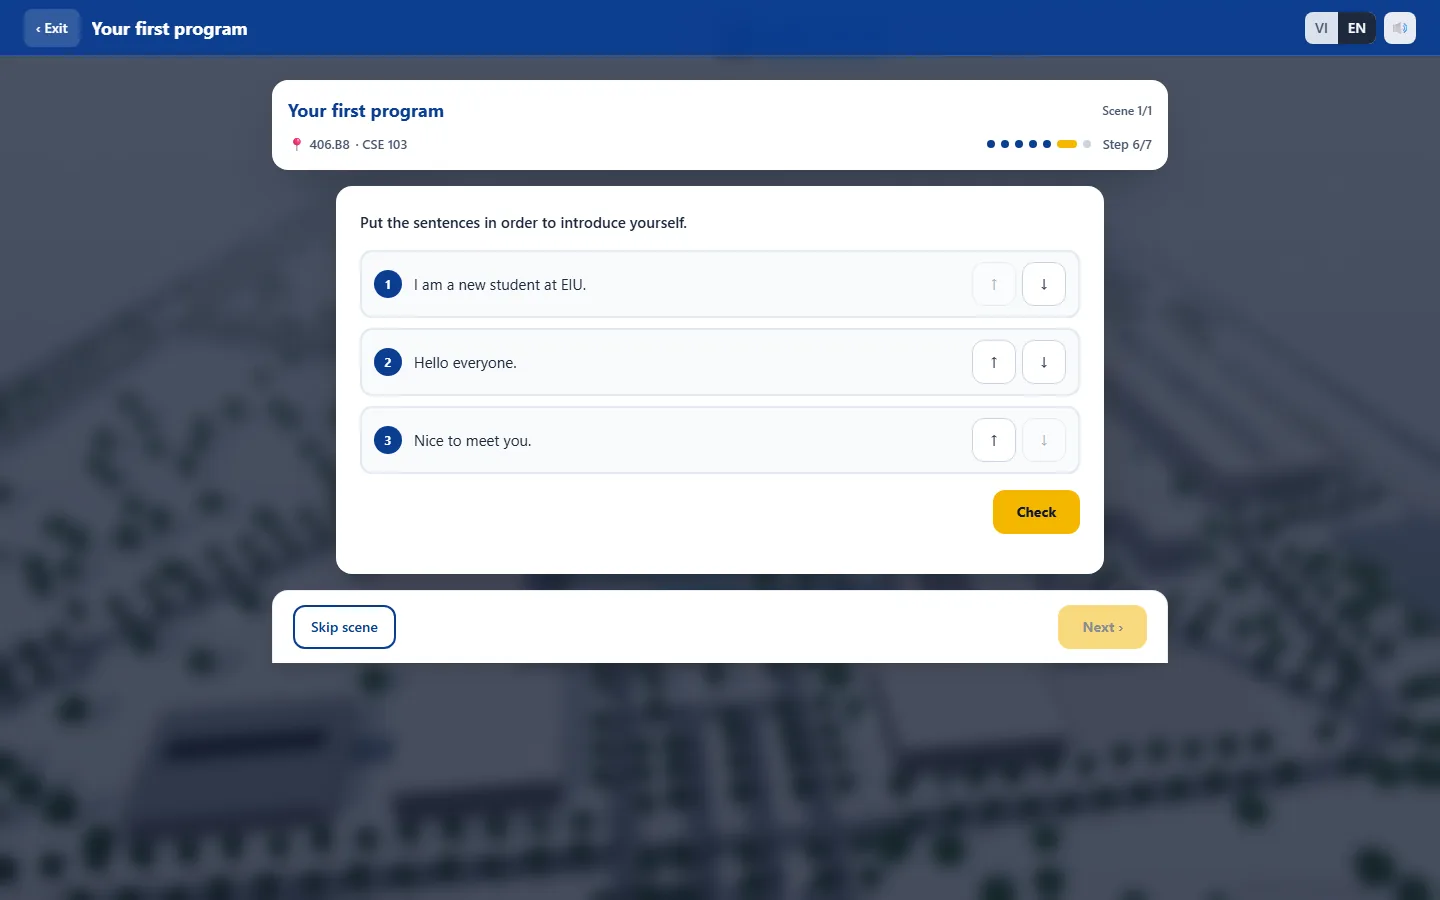 ‹ Exit Your first program VI EN
Your first program Scene 1/1
406.B8 · CSE 103 Step 6/7
Put the sentences in order to introduce yourself.
1 I am a new student at EIU. ↑ ↓
2 Hello everyone. ↑ ↓
3 Nice to meet you. ↑ ↓
Check
Skip scene Next ›